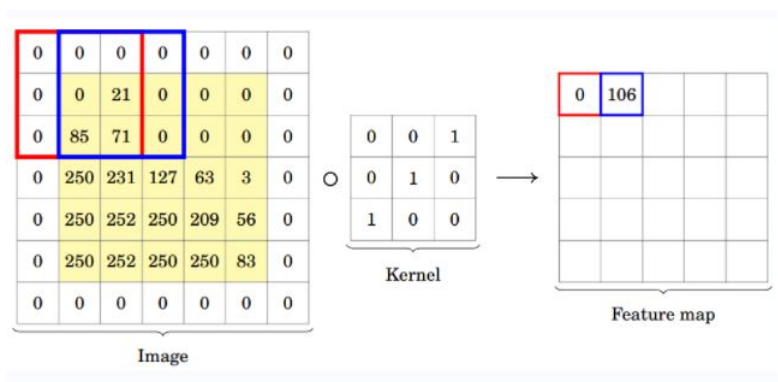 0 0 0 0 0 0 0
0 0 21 0 0 0 0
0 85 71 0 0 0 0
0 250 231 127 63 3 0
0 250 252 250 209 56 0
0 250 252 250 250 83 0
0 0 0 0 0 0 0
Image
0 0 1
0 1 0
1 0 0
Kernel
0 106
Feature map